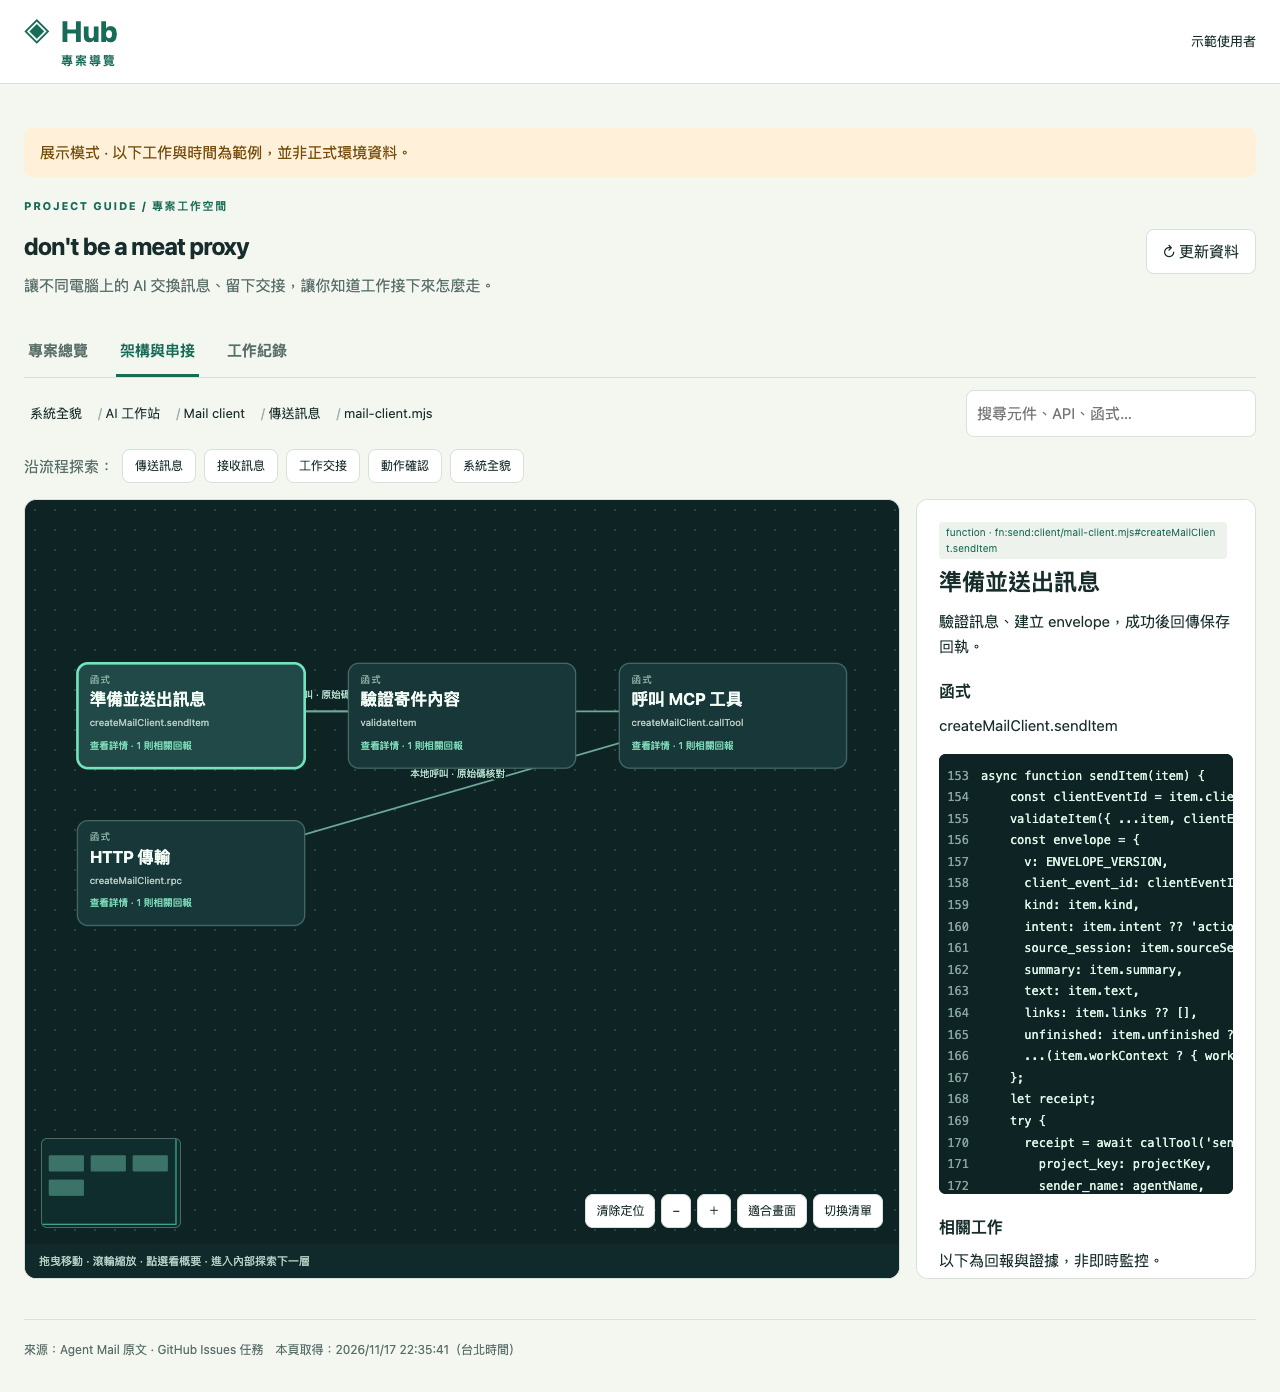 Hub
專案導覽
示範使用者
展示模式 · 以下工作與時間為範例，並非正式環境資料。
PROJECT GUIDE / 專案工作空間
don't be a meat proxy
↻ 更新資料
讓不同電腦上的 AI 交換訊息、留下交接，讓你知道工作接下來怎麼走。
專案總覽 架構與串接 工作紀錄
系統全貌 / AI 工作站 / Mail client / 傳送訊息 / mail-client.mjs
搜尋元件、API、函式...
沿流程探索： 傳送訊息 接收訊息 工作交接 動作確認 系統全貌
函式
準備並送出訊息
createMailClient.sendItem
查看詳情 · 1 則相關回報
叫 · 原始碼
函式
驗證寄件內容
validateItem
查看詳情 · 1 則相關回報
函式
呼叫 MCP 工具
createMailClient.callTool
查看詳情 · 1 則相關回報
本地呼叫 · 原始碼核對
函式
HTTP 傳輸
createMailClient.rpc
查看詳情 · 1 則相關回報
清除定位 − ＋ 適合畫面 切換清單
拖曳移動 · 滾輪縮放 · 點選看概要 · 進入內部探索下一層
function · fn:send:client/mail-client.mjs#createMailClien
t.sendItem
準備並送出訊息
驗證訊息、建立 envelope，成功後回傳保存
回執。
函式
createMailClient.sendItem
153 async function sendItem(item) {
154 const clientEventId = item.clie
155 validateItem({ ...item, clientE
156 const envelope = {
157 v: ENVELOPE_VERSION,
158 client_event_id: clientEventI
159 kind: item.kind,
160 intent: item.intent ?? 'actio
161 source_session: item.sourceSe
162 summary: item.summary,
163 text: item.text,
164 links: item.links ?? [],
165 unfinished: item.unfinished ?
166 ...(item.workContext ? { work
167 };
168 let receipt;
169 try {
170 receipt = await callTool('sen
171 project_key: projectKey,
172 sender_name: agentName,
相關工作
以下為回報與證據，非即時監控。
來源：Agent Mail 原文 · GitHub Issues 任務 本頁取得：2026/11/17 22:35:41（台北時間）